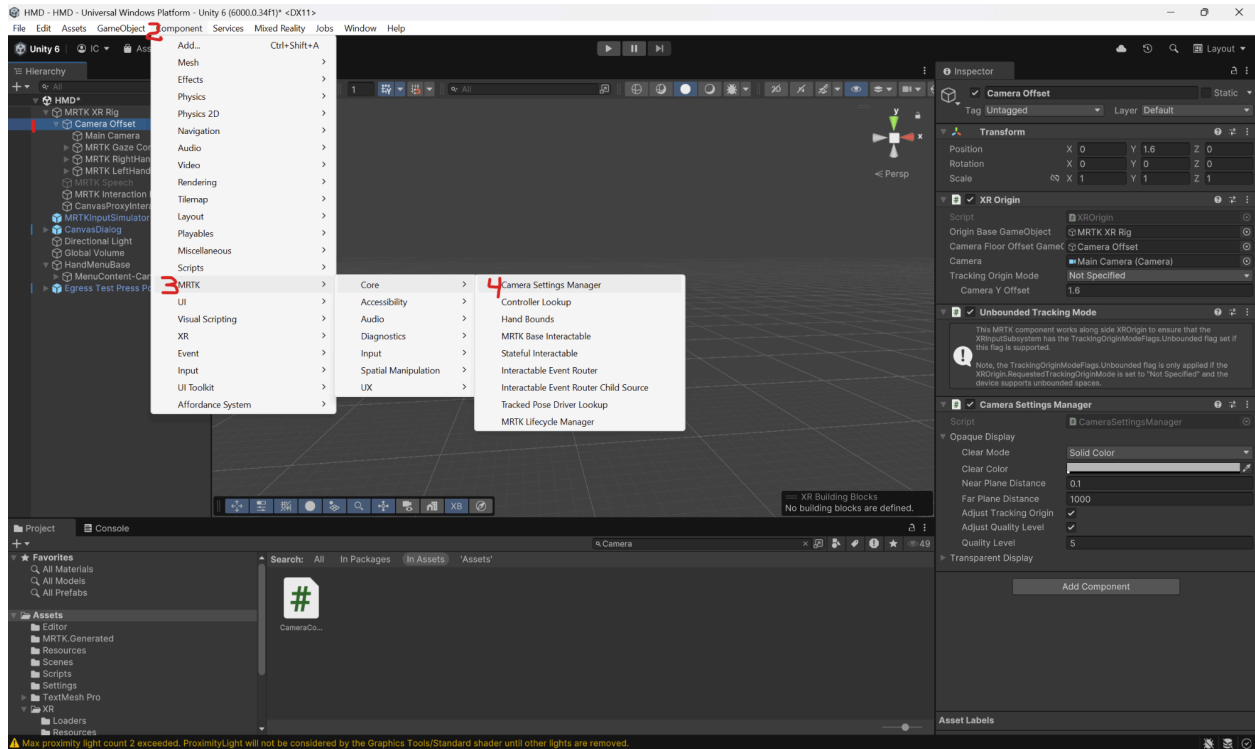 HMD - HMD - Universal Windows Platform - Unity 6 (6000.0.34f1)* <DX11>
File Edit Assets GameObject Component Services Mixed Reality Jobs Window Help
2
Unity 6 IC Ass
Layout
Hierarchy
All
HMD*
MRTK XR Rig
1
Camera Offset
Main Camera
MRTK Gaze Con
MRTK RightHan
MRTK LeftHand
MRTK Speech
MRTK Interaction
CanvasProxyIntera
MRTKInputSimulator
CanvasDialog
Directional Light
Global Volume
HandMenuBase
MenuContent-Can
Egress Test Press Po
Add... Ctrl+Shift+A
Mesh
Effects
Physics
Physics 2D
Navigation
Audio
Video
Rendering
Tilemap
Layout
Playables
Miscellaneous
Scripts
3
MRTK
UI
Visual Scripting
XR
Event
Input
UI Toolkit
Affordance System
Core
Accessibility
Audio
Diagnostics
Input
Spatial Manipulation
UX
4
Camera Settings Manager
Controller Lookup
Hand Bounds
MRTK Base Interactable
Stateful Interactable
Interactable Event Router
Interactable Event Router Child Source
Tracked Pose Driver Lookup
MRTK Lifecycle Manager
1
All
2D
y
x
Persp
XB
XR Building Blocks
No building blocks are defined.
Inspector
Camera Offset Static
Tag Untagged Layer Default
Transform
Position X 0 Y 1.6 Z 0
Rotation X 0 Y 0 Z 0
Scale X 1 Y 1 Z 1
# XR Origin
Script XROrigin
Origin Base GameObject MRTK XR Rig
Camera Floor Offset GameO Camera Offset
Camera Main Camera (Camera)
Tracking Origin Mode Not Specified
Camera Y Offset 1.6
# Unbounded Tracking Mode
This MRTK component works along side XROrigin to ensure that the
XRInputSubsystem has the TrackingOriginModeFlags.Unbounded flag set if
this flag is supported.
Note, the TrackingOriginModeFlags.Unbounded flag is only applied if the
XROrigin.RequestedTrackingOriginMode is set to "Not Specified" and the
device supports unbounded spaces.
# Camera Settings Manager
Script CameraSettingsManager
Opaque Display
Clear Mode Solid Color
Clear Color
Near Plane Distance 0.1
Far Plane Distance 1000
Adjust Tracking Origin
Adjust Quality Level
Quality Level 5
Transparent Display
Add Component
Asset Labels
Project Console
Camera
49
Favorites
All Materials
All Models
All Prefabs
Assets
Editor
MRTK.Generated
Resources
Scenes
Scripts
Settings
TextMesh Pro
XR
Loaders
Resources
Search: All In Packages In Assets 'Assets'
#
CameraCo...
Max proximity light count 2 exceeded. ProximityLight will not be considered by the Graphics Tools/Standard shader until other lights are removed.